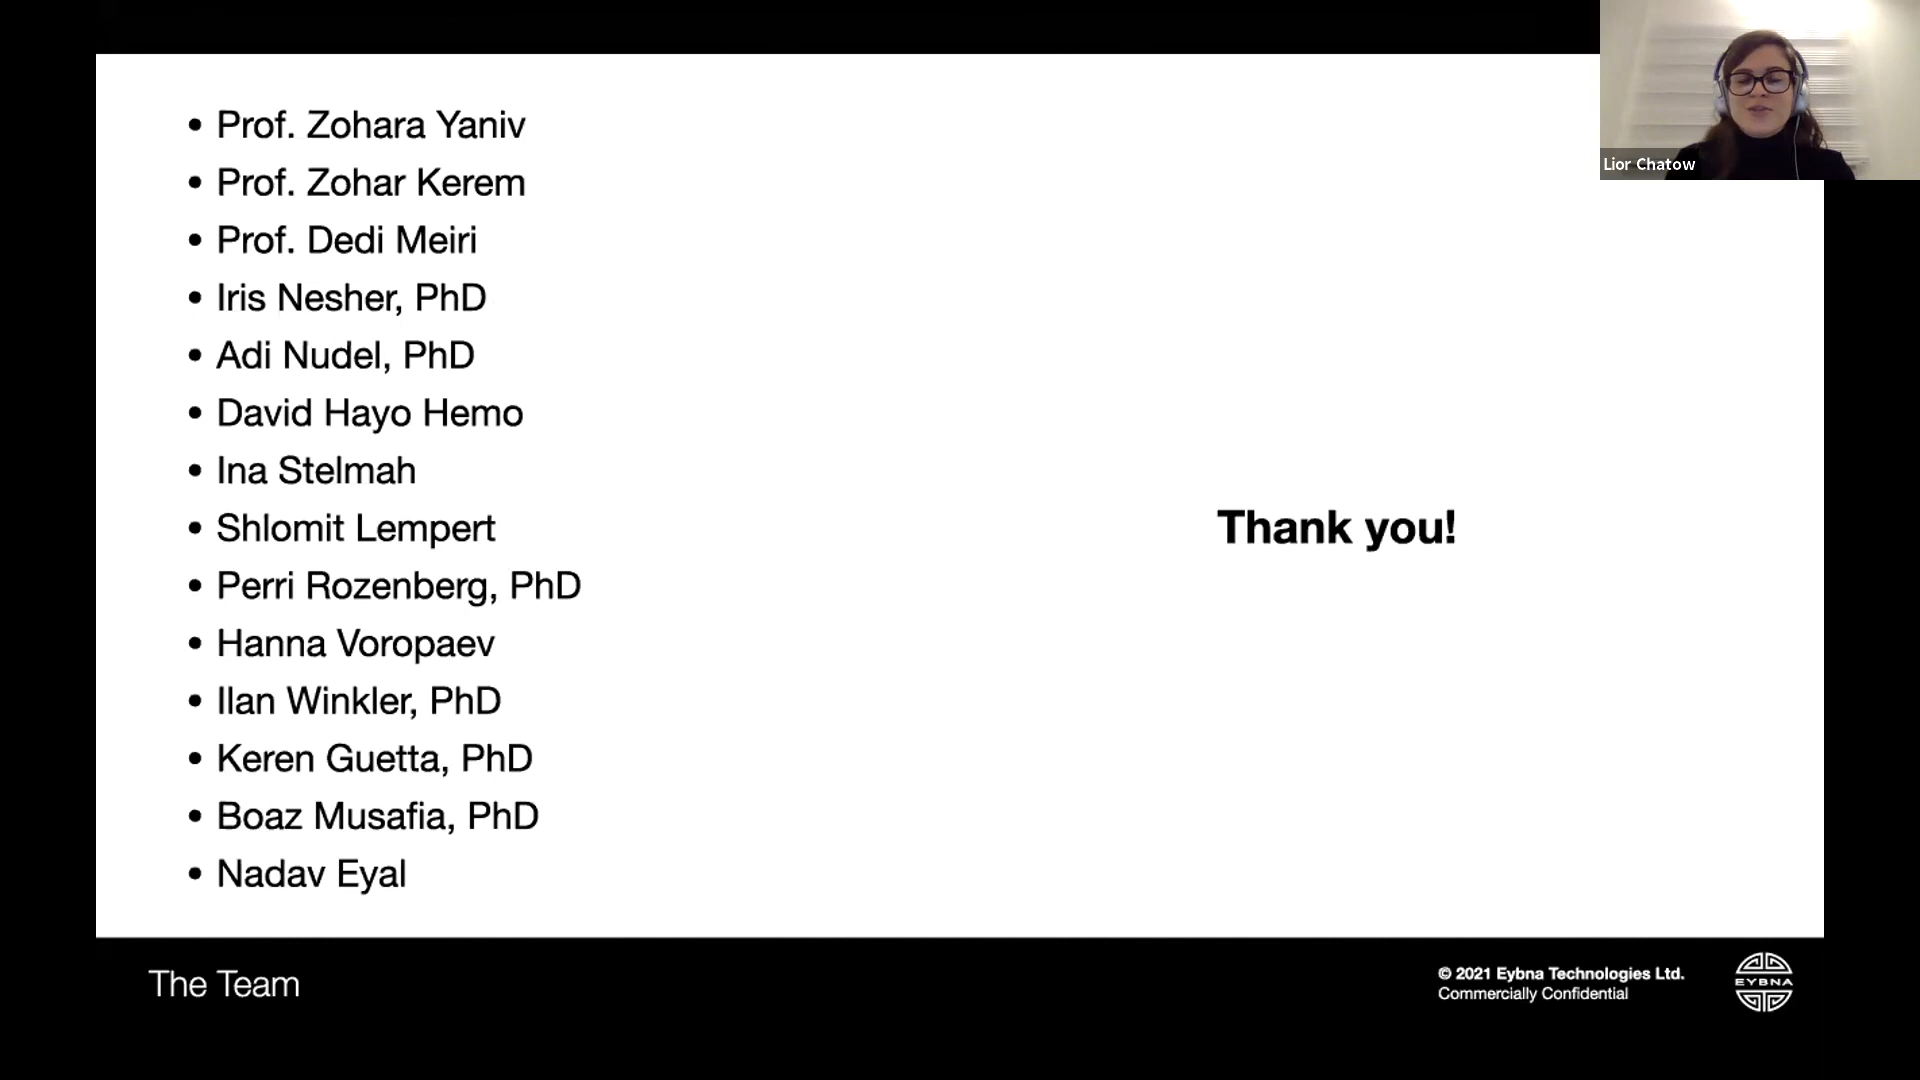 • Prof. Zohara Yaniv
• Prof. Zohar Kerem
• Prof. Dedi Meiri
• Iris Nesher, PhD
• Adi Nudel, PhD
• David Hayo Hemo
• Ina Stelmah
• Shlomit Lempert
• Perri Rozenberg, PhD
• Hanna Voropaev
• Ilan Winkler, PhD
• Keren Guetta, PhD
• Boaz Musafia, PhD
• Nadav Eyal
Thank you!
Lior Chatow
The Team
© 2021 Eybna Technologies Ltd.
Commercially Confidential
EYBNA